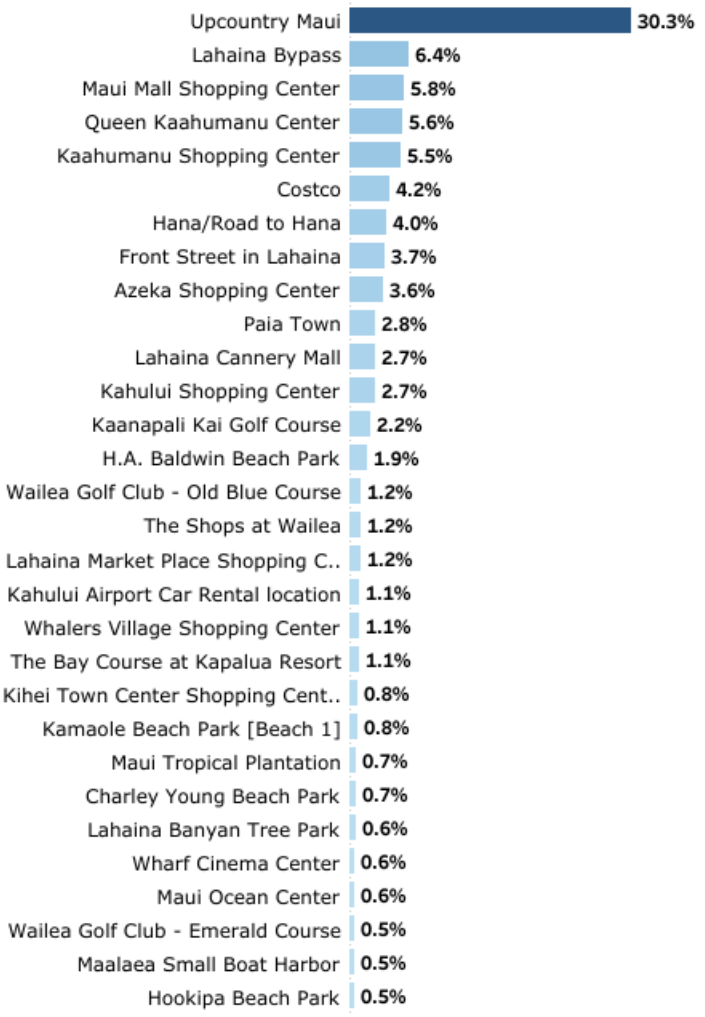 Upcountry Maui 30.3%
Lahaina Bypass 6.4%
Maui Mall Shopping Center 5.8%
Queen Kaahumanu Center 5.6%
Kaahumanu Shopping Center 5.5%
Costco 4.2%
Hana/Road to Hana 4.0%
Front Street in Lahaina 3.7%
Azeka Shopping Center 3.6%
Paia Town 2.8%
Lahaina Cannery Mall 2.7%
Kahului Shopping Center 2.7%
Kaanapali Kai Golf Course 2.2%
H.A. Baldwin Beach Park 1.9%
Wailea Golf Club - Old Blue Course 1.2%
The Shops at Wailea 1.2%
Lahaina Market Place Shopping C.. 1.2%
Kahului Airport Car Rental location 1.1%
Whalers Village Shopping Center 1.1%
The Bay Course at Kapalua Resort 1.1%
Kihei Town Center Shopping Cent.. 0.8%
Kamaole Beach Park [Beach 1] 0.8%
Maui Tropical Plantation 0.7%
Charley Young Beach Park 0.7%
Lahaina Banyan Tree Park 0.6%
Wharf Cinema Center 0.6%
Maui Ocean Center 0.6%
Wailea Golf Club - Emerald Course 0.5%
Maalaea Small Boat Harbor 0.5%
Hookipa Beach Park 0.5%